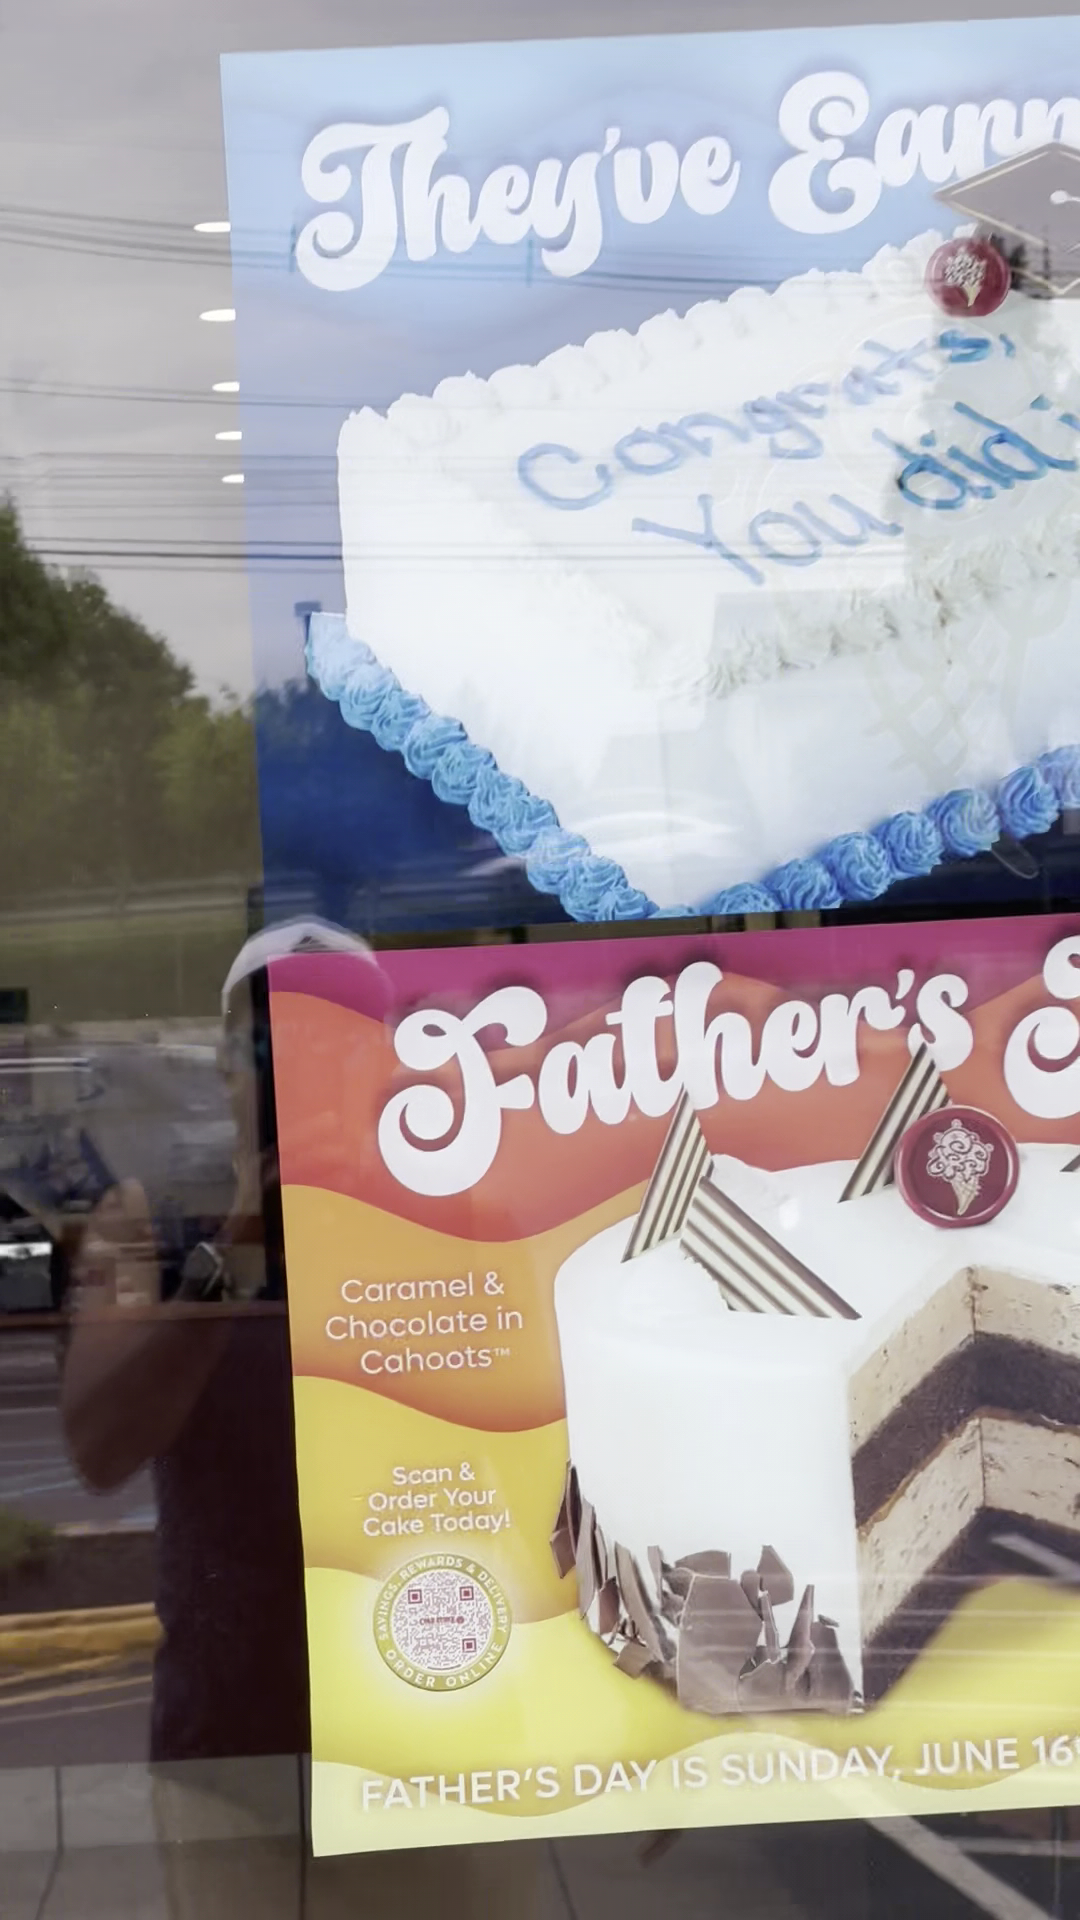 They've
Congrats,
You did
Father's
Caramel &
Chocolate in
Cahoots™
Scan &
Order Your
Cake Today!
SAVINGS, REWARDS & DELIVERY
ORDER ONLINE
FATHER'S DAY IS SUNDAY, JUNE 16